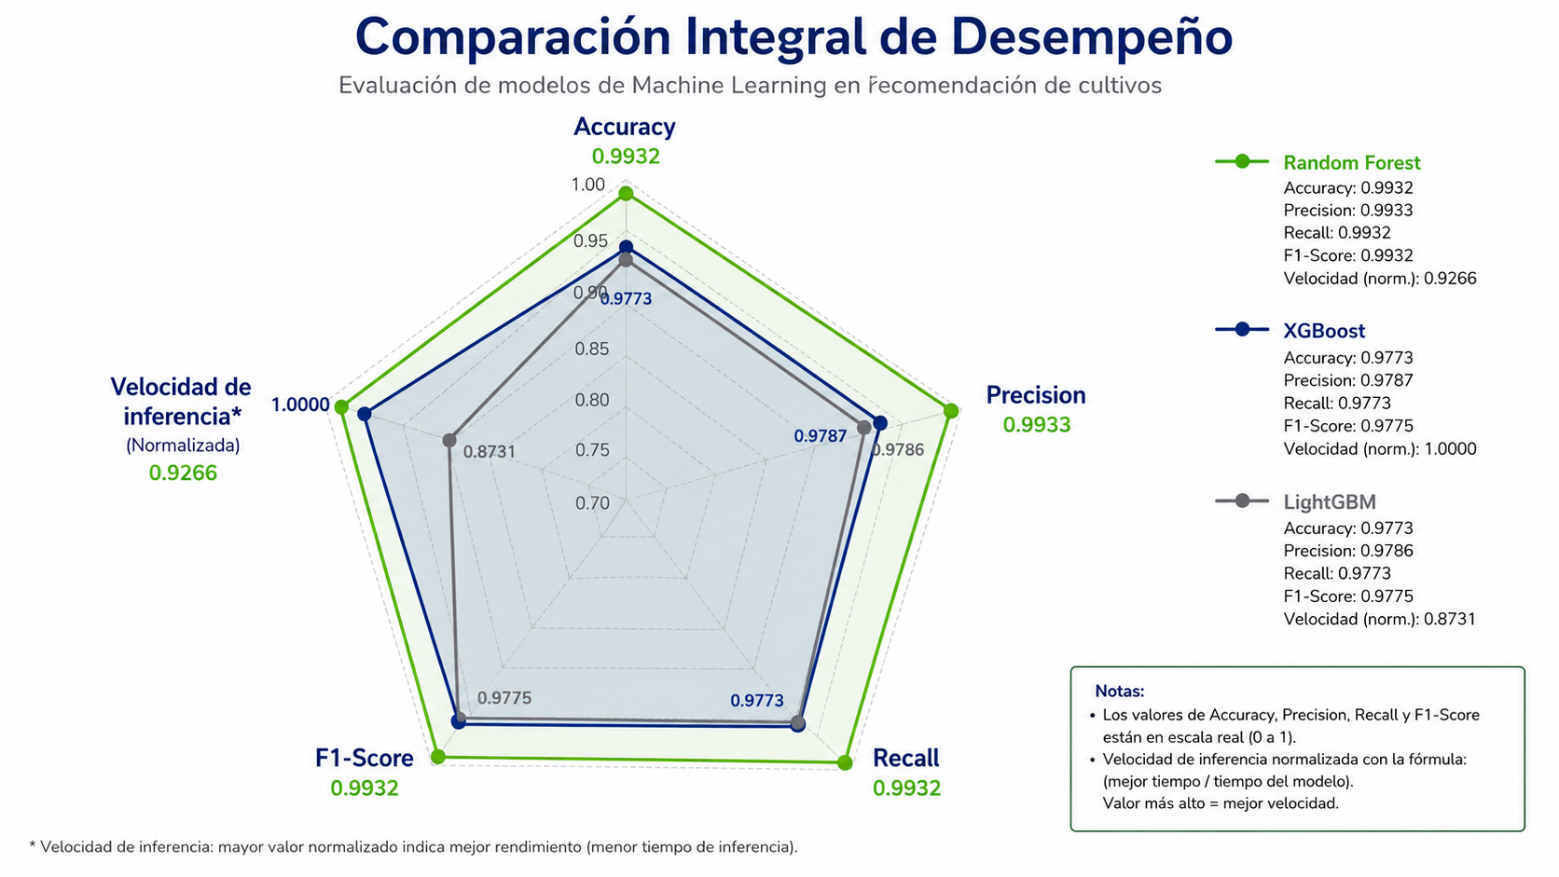 Comparación Integral de Desempeño
Evaluación de modelos de Machine Learning en recomendación de cultivos
Accuracy
0.9932
1.00
0.95
0.90
0.9773
0.85
0.80
0.75
0.70
Velocidad de
inferencia*
(Normalizada)
0.9266
1.0000
0.8731
Precision
0.9933
0.9787
0.9786
0.9775
0.9773
F1-Score
0.9932
Recall
0.9932
Random Forest
Accuracy: 0.9932
Precision: 0.9933
Recall: 0.9932
F1-Score: 0.9932
Velocidad (norm.): 0.9266
XGBoost
Accuracy: 0.9773
Precision: 0.9787
Recall: 0.9773
F1-Score: 0.9775
Velocidad (norm.): 1.0000
LightGBM
Accuracy: 0.9773
Precision: 0.9786
Recall: 0.9773
F1-Score: 0.9775
Velocidad (norm.): 0.8731
Notas:
• Los valores de Accuracy, Precision, Recall y F1-Score
están en escala real (0 a 1).
• Velocidad de inferencia normalizada con la fórmula:
(mejor tiempo / tiempo del modelo).
Valor más alto = mejor velocidad.
* Velocidad de inferencia: mayor valor normalizado indica mejor rendimiento (menor tiempo de inferencia).